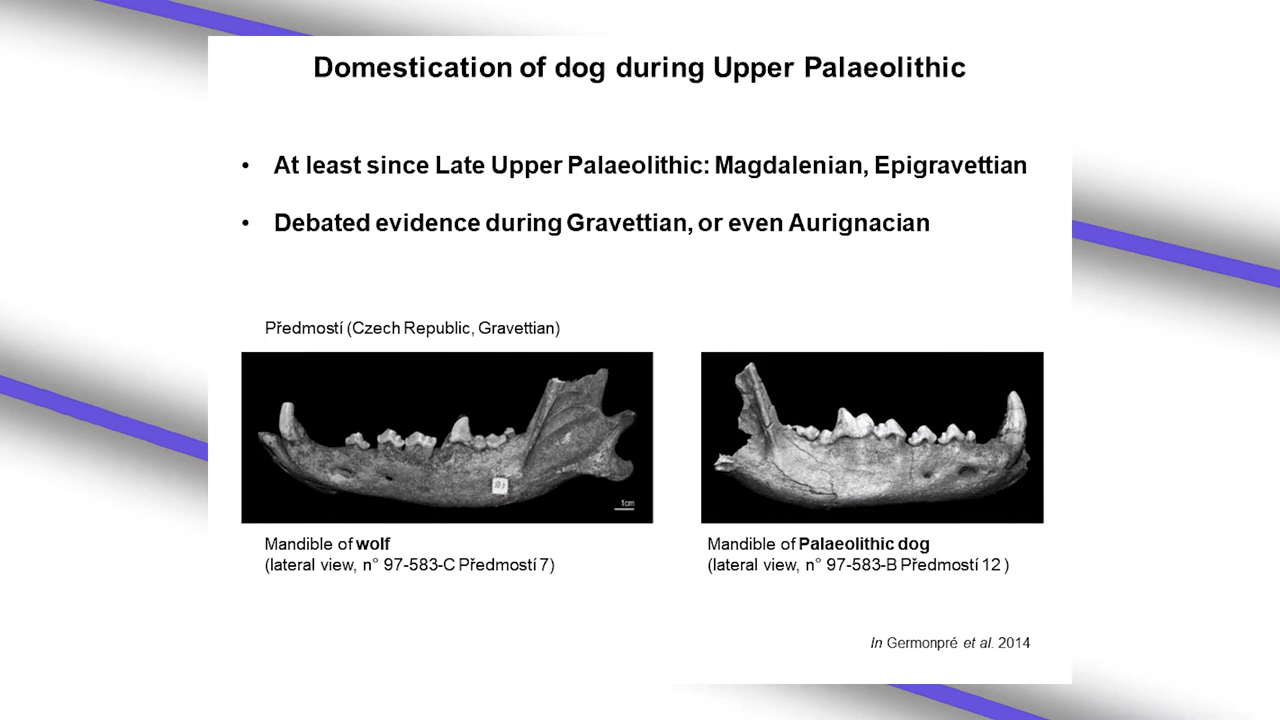 Domestication of dog during Upper Palaeolithic
• At least since Late Upper Palaeolithic: Magdalenian, Epigravettian
• Debated evidence during Gravettian, or even Aurignacian
Předmostí (Czech Republic, Gravettian)
1cm
Mandible of wolf
(lateral view, n° 97-583-C Předmostí 7)
Mandible of Palaeolithic dog
(lateral view, n° 97-583-B Předmostí 12 )
In Germonpré et al. 2014